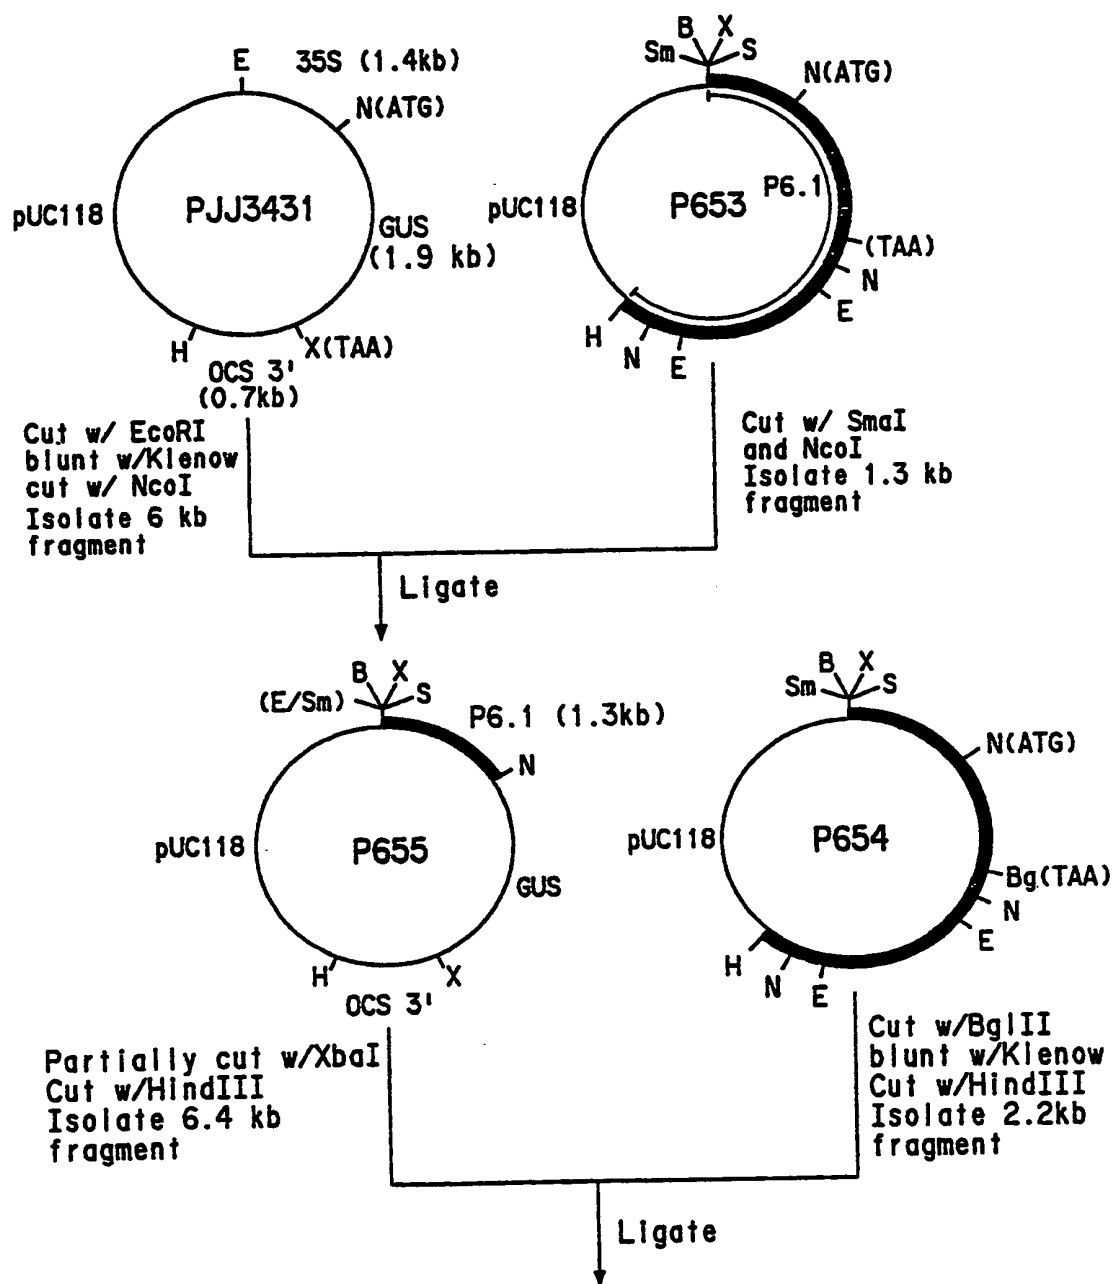 E
35S (1.4kb)
N(ATG)
pUC118
PJJ3431
GUS
(1.9 kb)
H
X(TAA)
OCS 3'
(0.7kb)
B
X
Sm
S
N(ATG)
pUC118
P653
P6.1
(TAA)
N
E
H
N
E
Cut w/ EcoRI
blunt w/Klenow
cut w/ NcoI
Isolate 6 kb
fragment
Cut w/ SmaI
and NcoI
Isolate 1.3 kb
fragment
Ligate
B
X
(E/Sm)
S
P6.1 (1.3kb)
N
pUC118
P655
GUS
H
X
OCS 3'
B
X
Sm
S
N(ATG)
pUC118
P654
Bg(TAA)
N
E
H
N
E
Partially cut w/XbaI
Cut w/HindIII
Isolate 6.4 kb
fragment
Cut w/BglII
blunt w/Klenow
Cut w/HindIII
Isolate 2.2kb
fragment
Ligate